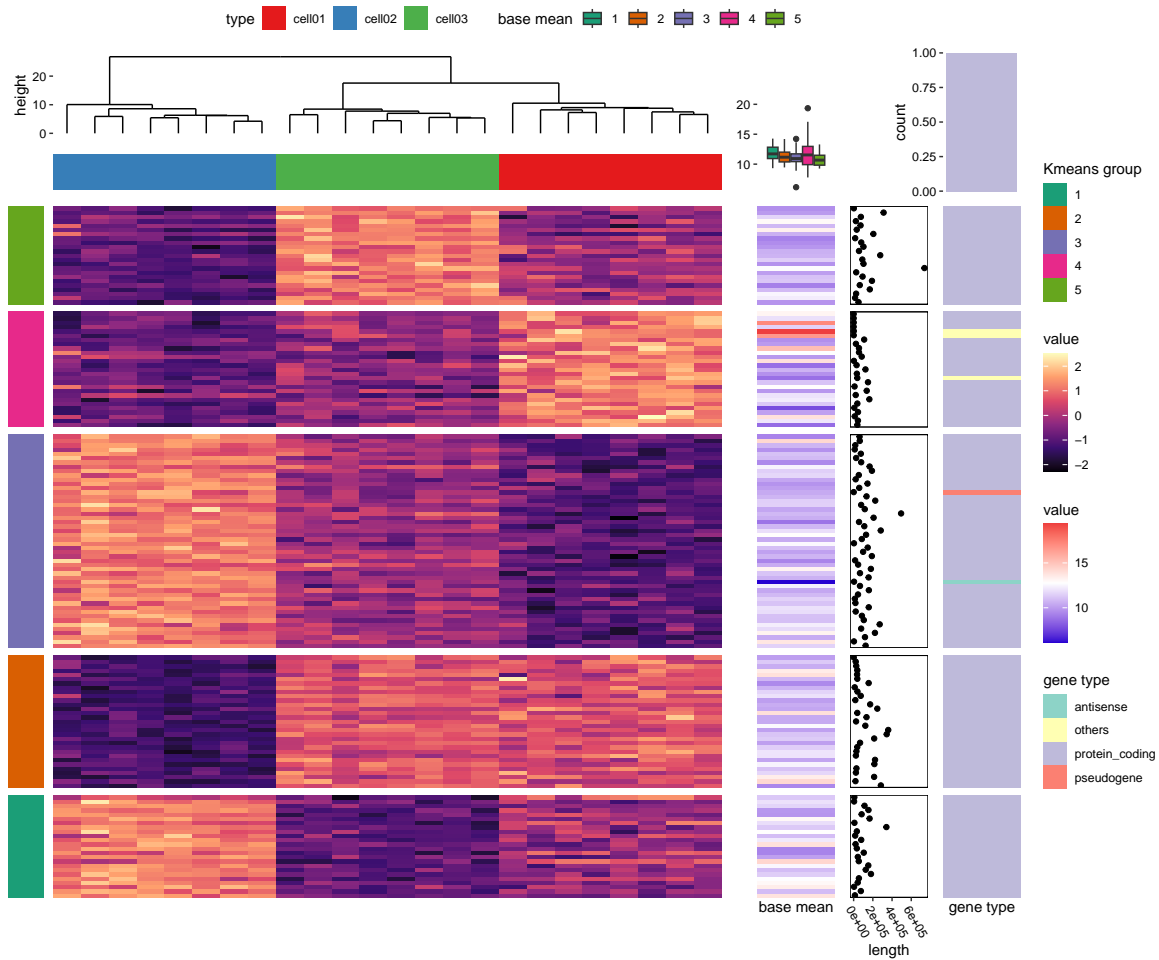 type cell01 cell02 cell03 base mean 1 2 3 4 5
height
20
10
0
20
15
10
count
1.00
0.75
0.50
0.25
0.00
Kmeans group
1
2
3
4
5
value
2
1
0
−1
−2
value
15
10
gene type
antisense
others
protein_coding
pseudogene
base mean
0e+00
2e+05
4e+05
6e+05
length
gene type